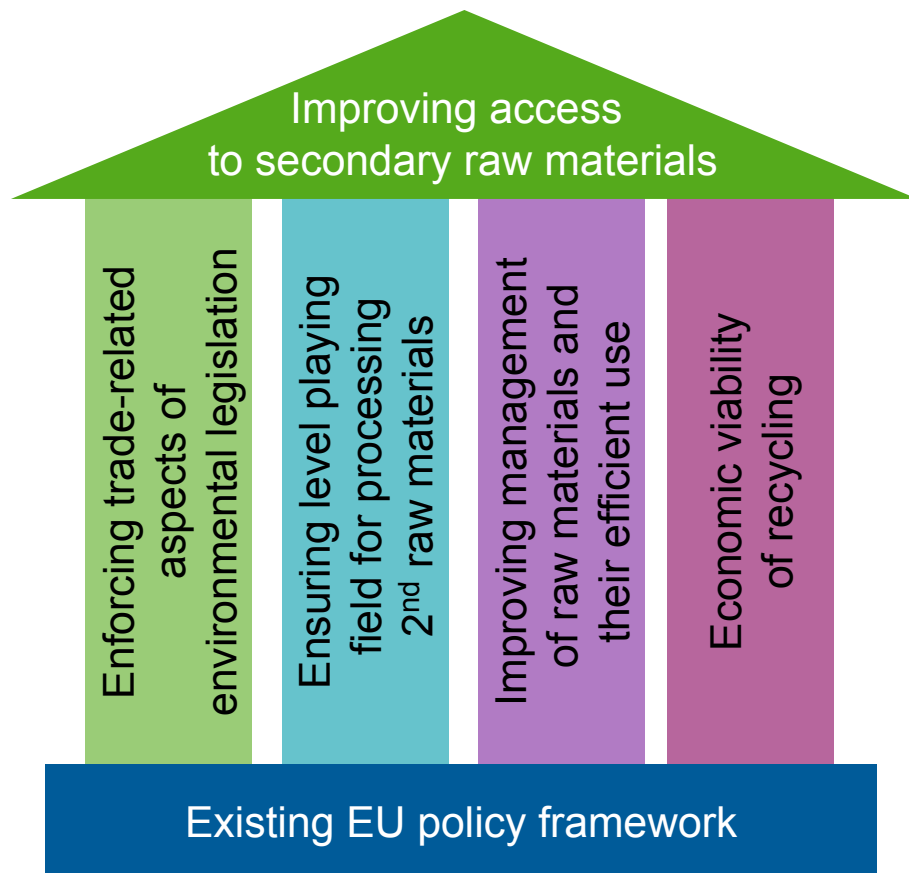 Improving access
to secondary raw materials
Enforcing trade-related
aspects of
environmental legislation
Ensuring level playing
field for processing
2nd raw materials
Improving management
of raw materials and
their efficient use
Economic viability
of recycling
Existing EU policy framework